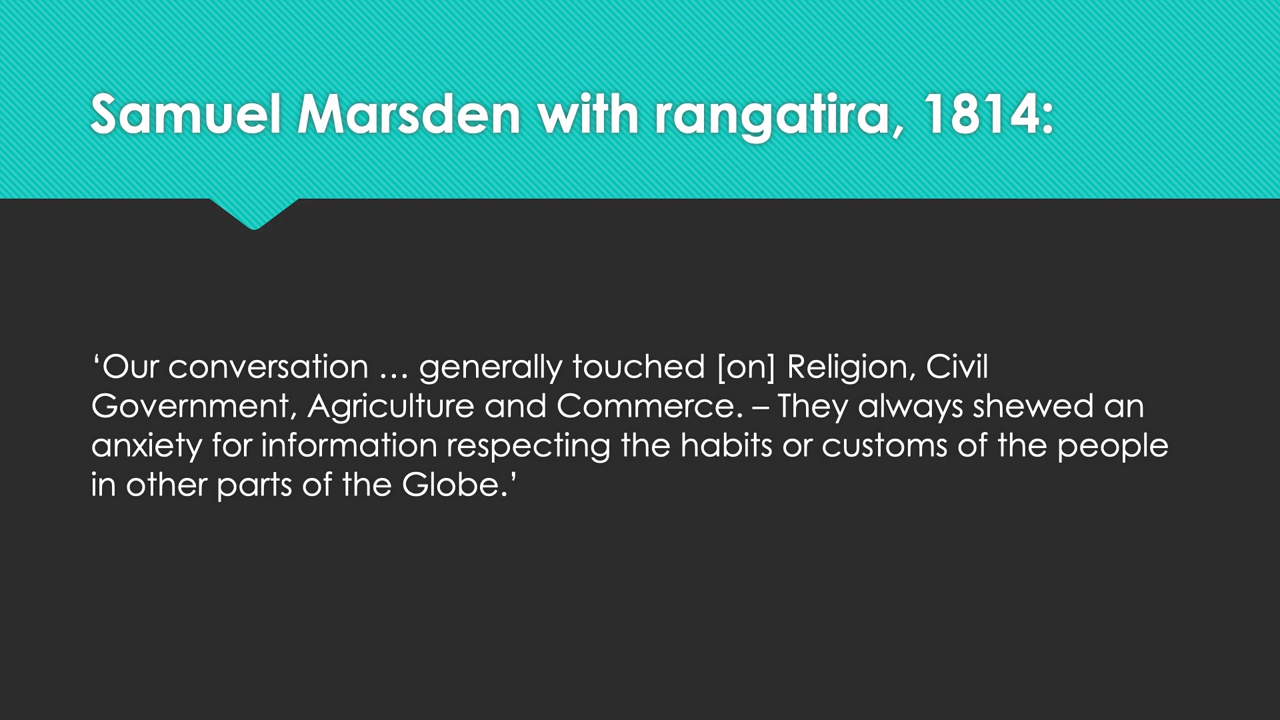 Samuel Marsden with rangatira, 1814:
‘Our conversation … generally touched [on] Religion, Civil
Government, Agriculture and Commerce. – They always shewed an
anxiety for information respecting the habits or customs of the people
in other parts of the Globe.’